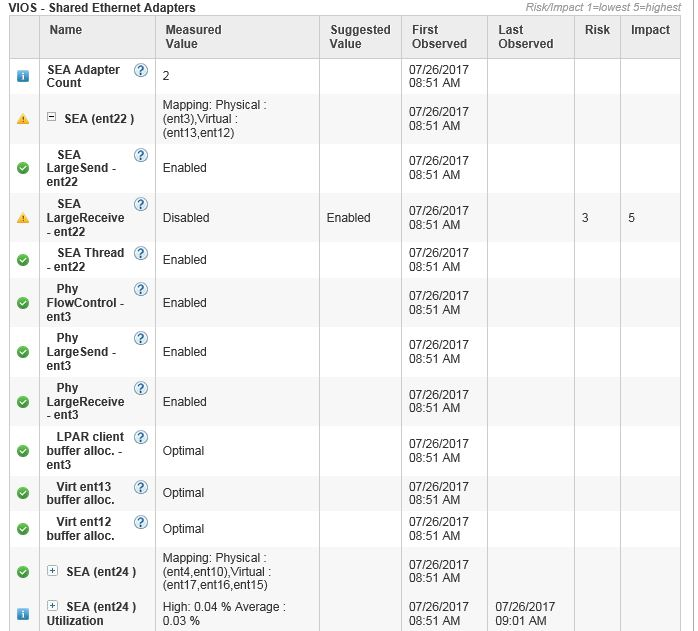 VIOS - Shared Ethernet Adapters
Risk/Impact 1=lowest 5=highest
Name
Measured
Value
Suggested
Value
First
Observed
Last
Observed
Risk
Impact
SEA Adapter
Count
2
07/26/2017
08:51 AM
SEA (ent22 )
Mapping: Physical :
(ent3),Virtual :
(ent13,ent12)
07/26/2017
08:51 AM
SEA
LargeSend -
ent22
Enabled
07/26/2017
08:51 AM
SEA
LargeReceive
- ent22
Disabled
Enabled
07/26/2017
08:51 AM
3
5
SEA Thread
- ent22
Enabled
07/26/2017
08:51 AM
Phy
FlowControl -
ent3
Enabled
07/26/2017
08:51 AM
Phy
LargeSend -
ent3
Enabled
07/26/2017
08:51 AM
Phy
LargeReceive
- ent3
Enabled
07/26/2017
08:51 AM
LPAR client
buffer alloc. -
ent3
Optimal
07/26/2017
08:51 AM
Virt ent13
buffer alloc.
Optimal
07/26/2017
08:51 AM
Virt ent12
buffer alloc.
Optimal
07/26/2017
08:51 AM
SEA (ent24 )
Mapping: Physical :
(ent4,ent10),Virtual :
(ent17,ent16,ent15)
07/26/2017
08:51 AM
SEA (ent24 )
Utilization
High: 0.04 % Average :
0.03 %
07/26/2017
08:51 AM
07/26/2017
09:01 AM